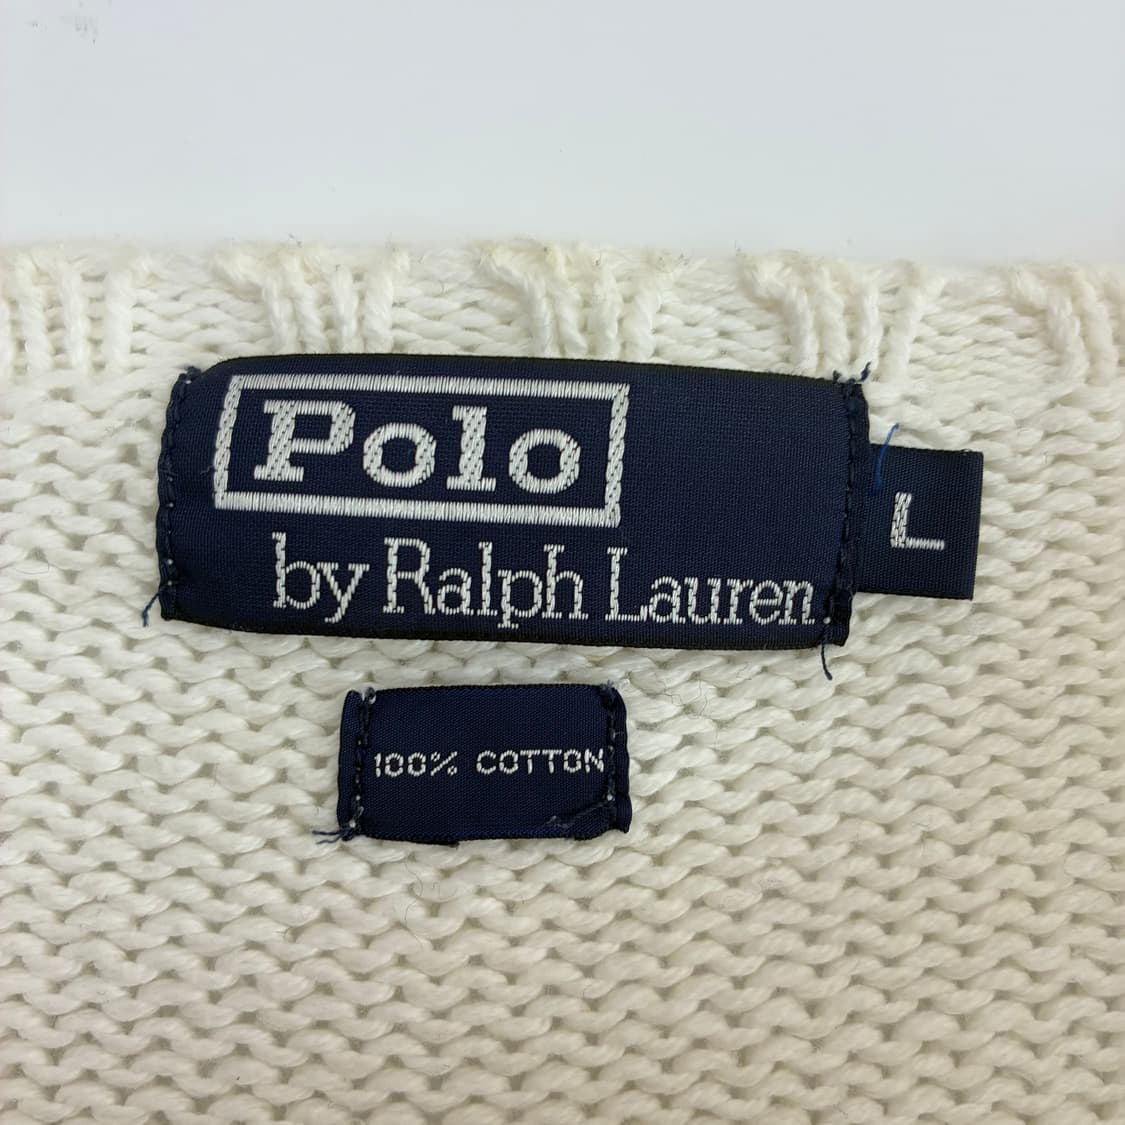 Polo
by Ralph Lauren
L
100% COTTON